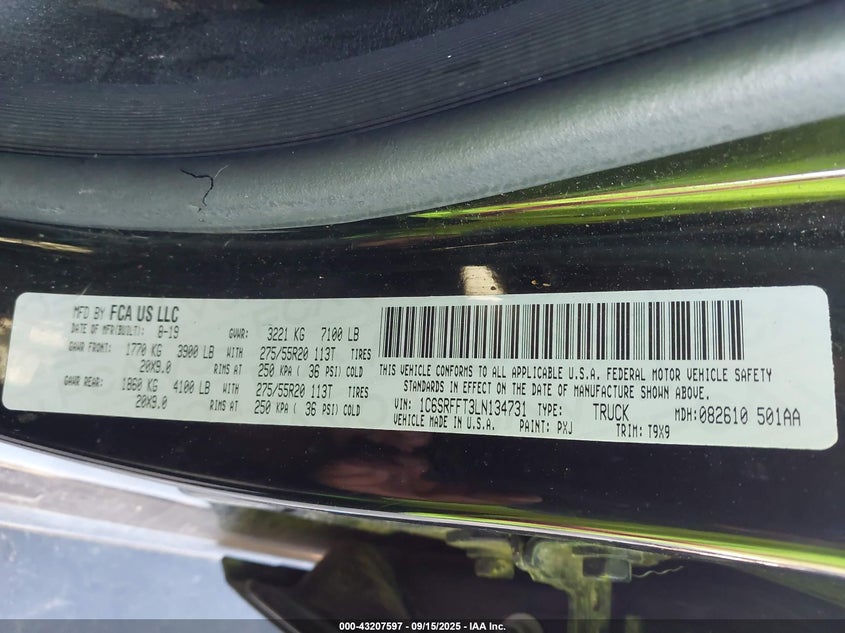 MFD BY FCA US LLC
DATE OF MFR(BUILT): 8-19 GVWR: 3221 KG 7100 LB
GAWR FRONT: 1770 KG 3900 LB WITH 275/55R20 113T TIRES
20X9.0 RIMS AT 250 KPA ( 36 PSI) COLD
GAWR REAR: 1860 KG 4100 LB WITH 275/55R20 113T TIRES
20X9.0 RIMS AT 250 KPA ( 36 PSI) COLD
THIS VEHICLE CONFORMS TO ALL APPLICABLE U.S.A. FEDERAL MOTOR VEHICLE SAFETY
STANDARDS IN EFFECT ON THE DATE OF MANUFACTURE SHOWN ABOVE.
VIN: 1C6SRFFT3LN134731 TYPE: TRUCK MDH:082610 501AA
VEHICLE MADE IN U.S.A. PAINT: PXJ TRIM: T9X9
000-43207597 - 09/15/2025 - IAA Inc.